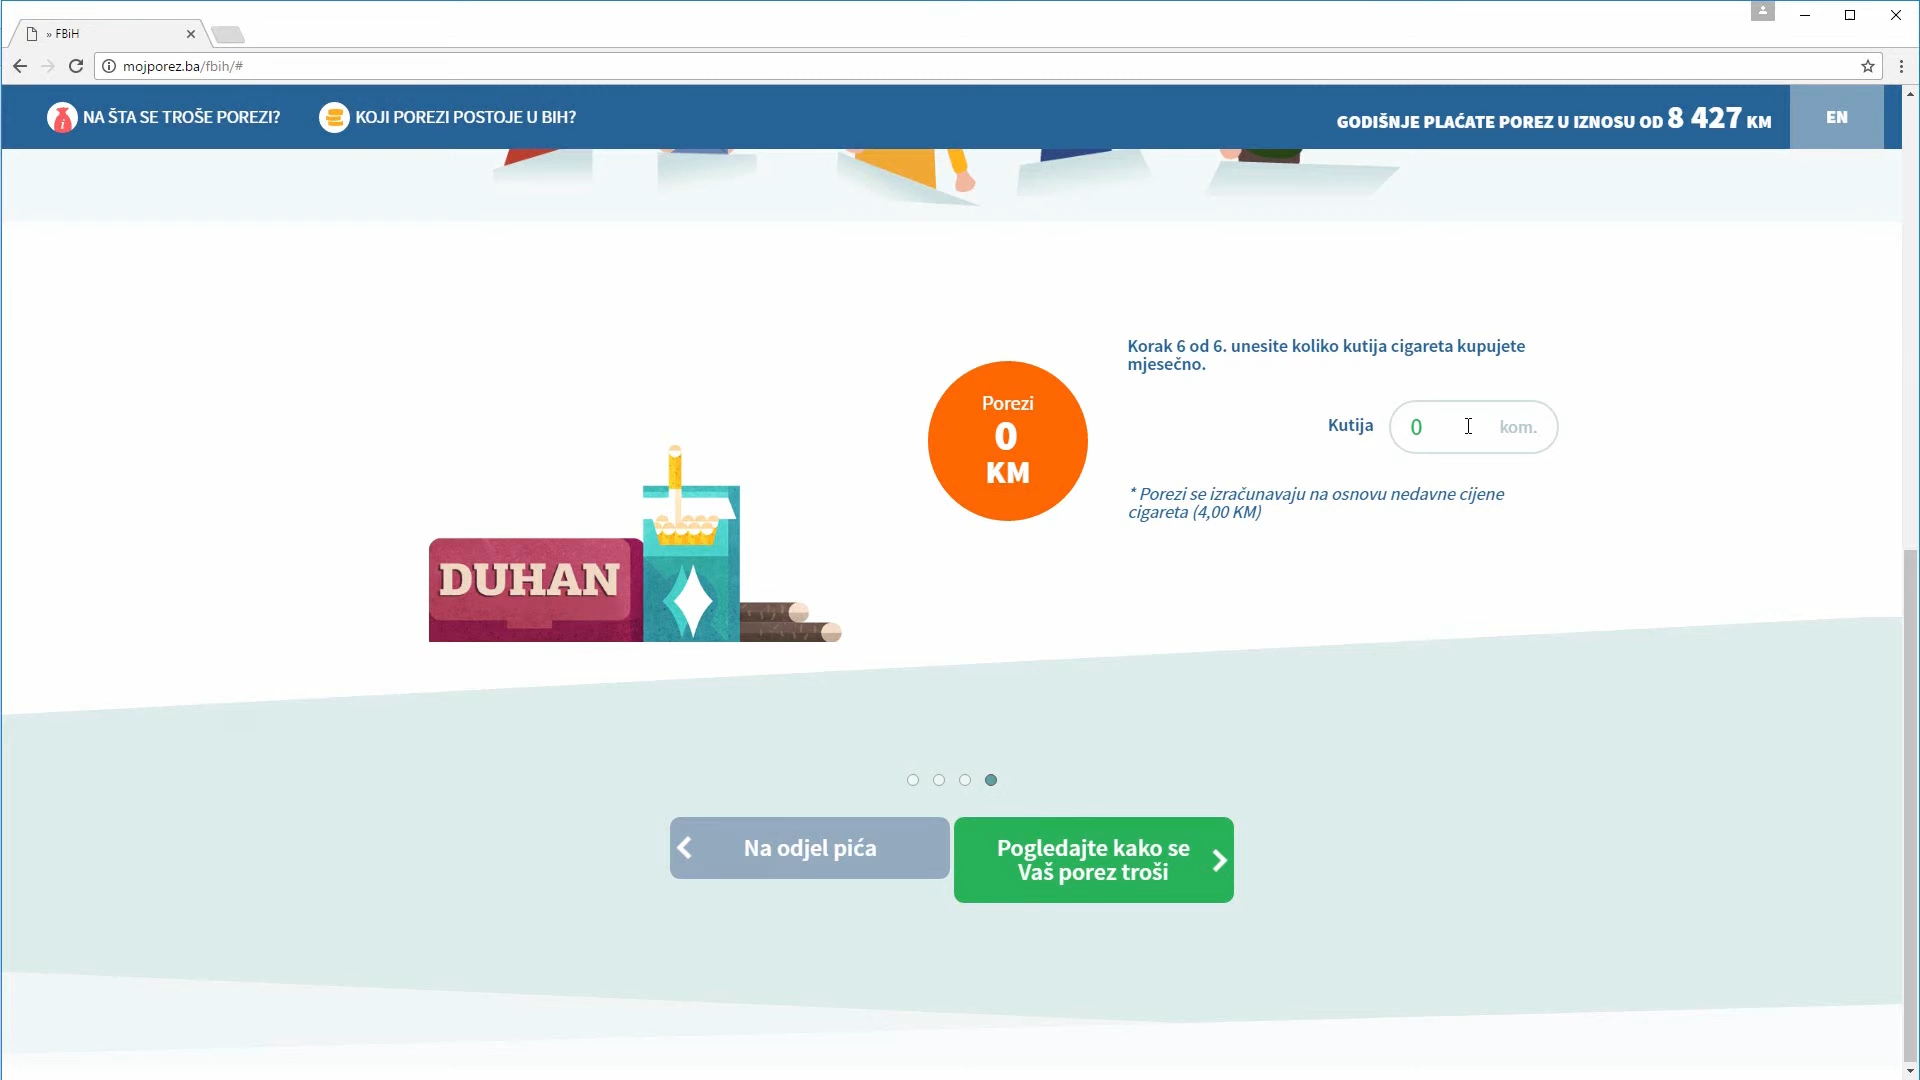 » FBiH
mojporez.ba/fbih/#
NA ŠTA SE TROŠE POREZI?
KOJI POREZI POSTOJE U BIH?
GODIŠNJE PLAĆATE POREZ U IZNOSU OD 8 427 KM
EN
Korak 6 od 6. unesite koliko kutija cigareta kupujete
mjesečno.
Porezi
0
KM
Kutija
0
kom.
* Porezi se izračunavaju na osnovu nedavne cijene
cigareta (4,00 KM)
DUHAN
Na odjel pića
Pogledajte kako se
Vaš porez troši